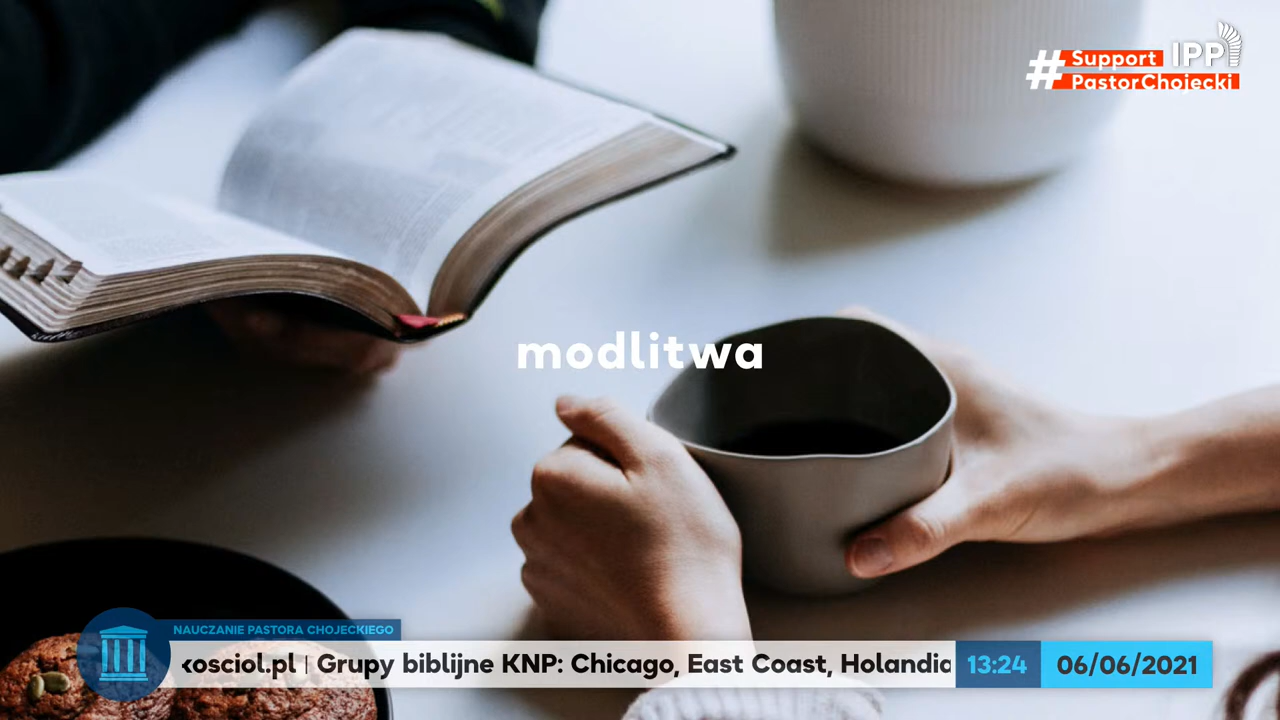 #Support IPP
PastorChojecki
modlitwa
NAUCZANIE PASTORA CHOJECKIEGO
kosciol.pl | Grupy biblijne KNP: Chicago, East Coast, Holandia
13:24
06/06/2021